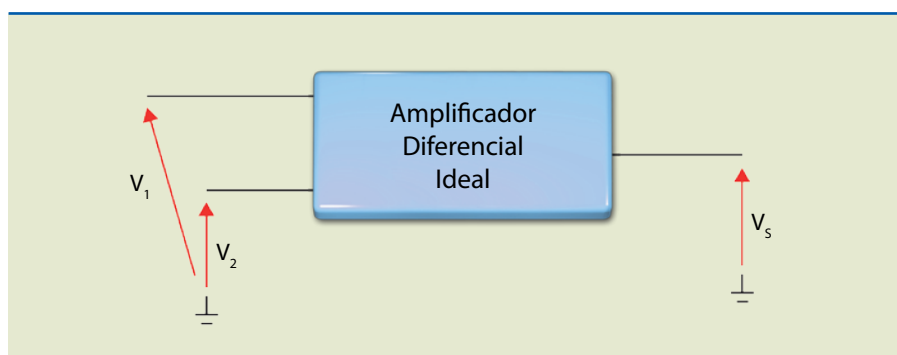 Amplificador
Diferencial
Ideal
V₁
V₂
Vₛ